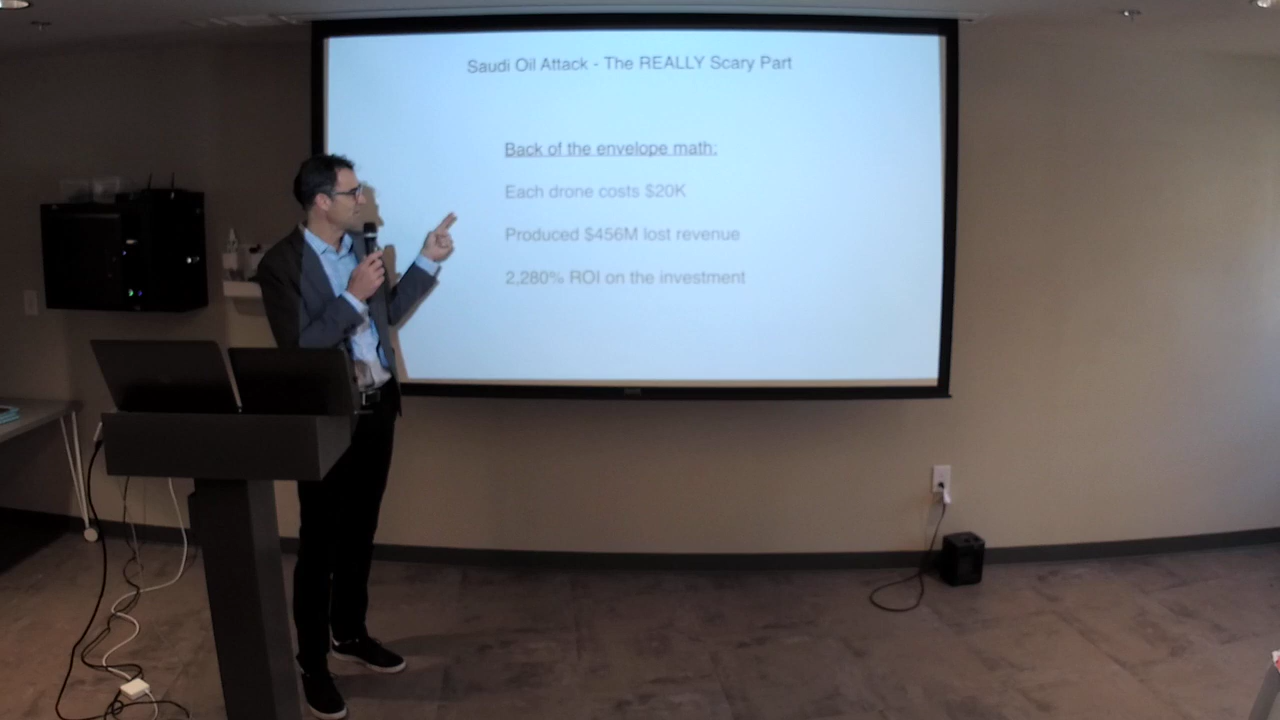 Saudi Oil Attack - The REALLY Scary Part
Back of the envelope math:
Each drone costs $20K
Produced $456M lost revenue
2,280% ROI on the investment